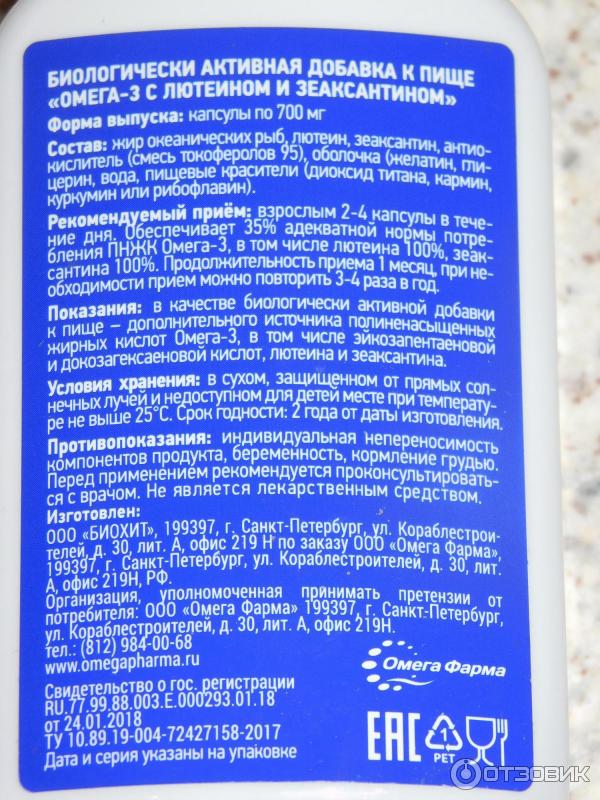 БИОЛОГИЧЕСКИ АКТИВНАЯ ДОБАВКА К ПИЩЕ
«ОМЕГА-3 С ЛЮТЕИНОМ И ЗЕАКСАНТИНОМ»
Форма выпуска: капсулы по 700 мг
Состав: жир океанических рыб, лютеин, зеаксантин, антио-
кислитель (смесь токоферолов 95), оболочка (желатин, гли-
церин, вода, пищевые красители (диоксид титана, кармин,
куркумин или рибофлавин).
Рекомендуемый приём: взрослым 2-4 капсулы в тече-
ние дня. Обеспечивает 35% адекватной нормы потре-
бления ПНЖК Омега-3, в том числе лютеина 100%, зеак-
сантина 100%. Продолжительность приема 1 месяц, при не-
обходимости прием можно повторить 3-4 раза в год.
Показания: в качестве биологически активной добавки
к пище – дополнительного источника полиненасыщенных
жирных кислот Омега-3, в том числе эйкозапентаеновой
и докозагексаеновой кислот, лютеина и зеаксантина.
Условия хранения: в сухом, защищенном от прямых сол-
нечных лучей и недоступном для детей месте при температу-
ре не выше 25°С. Срок годности: 2 года от даты изготовления.
Противопоказания: индивидуальная непереносимость
компонентов продукта, беременность, кормление грудью.
Перед применением рекомендуется проконсультировать-
ся с врачом. Не является лекарственным средством.
Изготовлен:
ООО «БИОХИТ», 199397, г. Санкт-Петербург, ул. Кораблестрои-
телей, д. 30, лит. А, офис 219 Н по заказу ООО «Омега Фарма»,
199397, г. Санкт-Петербург, ул. Кораблестроителей, д. 30, лит.
А, офис 219Н, РФ.
Организация, уполномоченная принимать претензии от
потребителя: ООО «Омега Фарма» 199397, г. Санкт-Петербург,
ул. Кораблестроителей, д. 30, лит. А, офис 219Н.
тел.: (812) 984-00-68
www.omegapharma.ru
Омега Фарма
Свидетельство о гос. регистрации
RU.77.99.88.003.Е.000293.01.18
от 24.01.2018
ТУ 10.89.19-004-72427158-2017
Дата и серия указаны на упаковке
EAC
1
PET
ОТЗОВИК